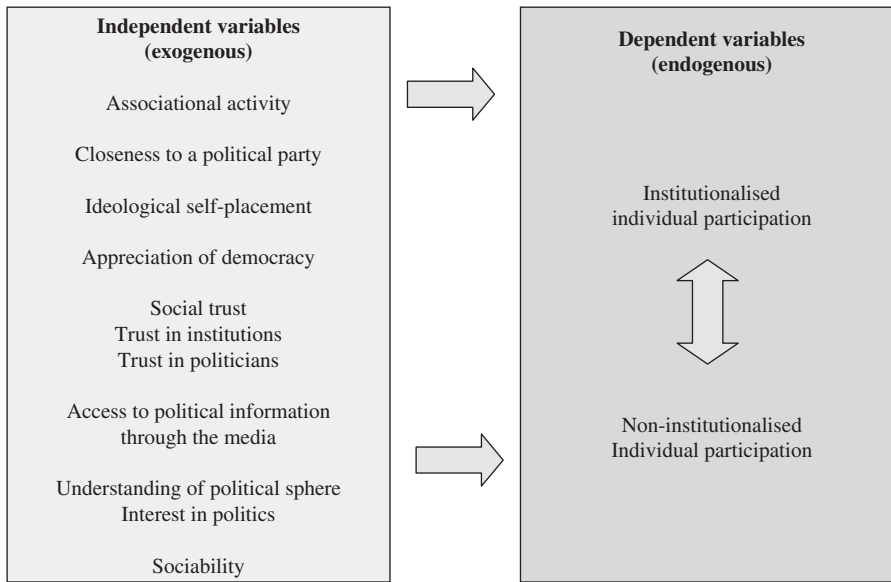 Independent variables
(exogenous)
Associational activity
Closeness to a political party
Ideological self-placement
Appreciation of democracy
Social trust
Trust in institutions
Trust in politicians
Access to political information
through the media
Understanding of political sphere
Interest in politics
Sociability
Dependent variables
(endogenous)
Institutionalised
individual participation
Non-institutionalised
Individual participation